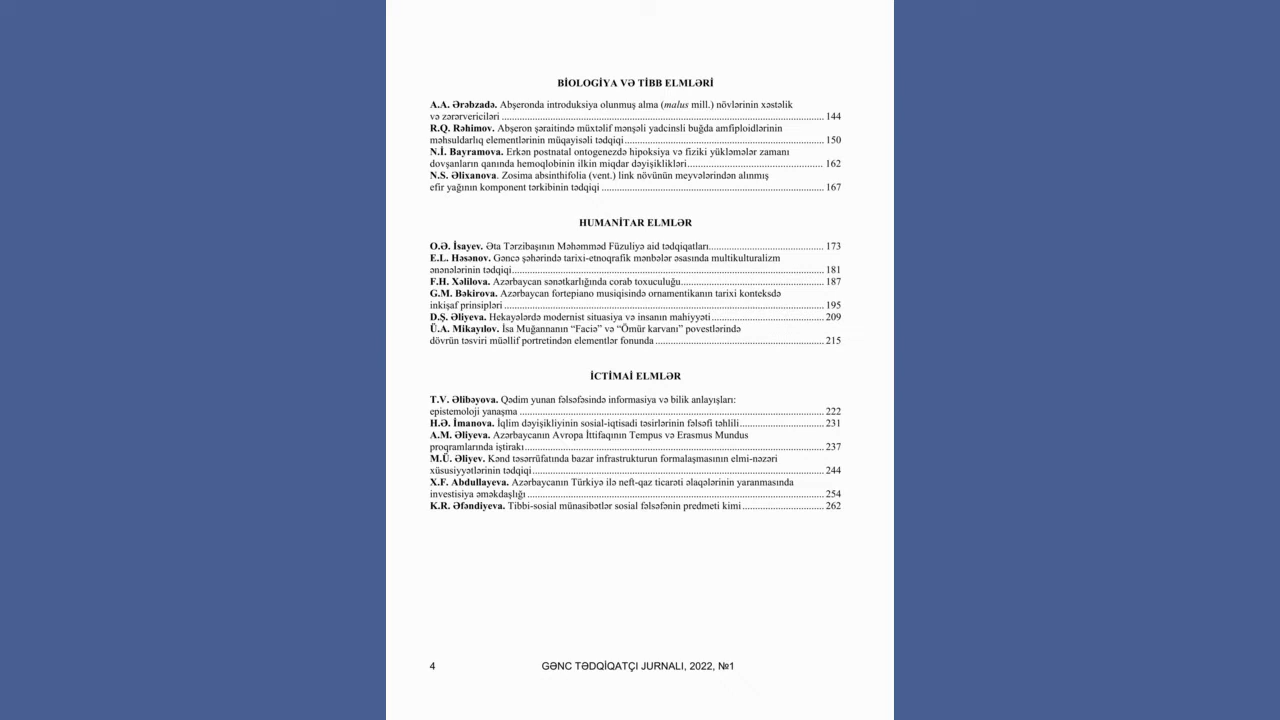 BİOLOGİYA VƏ TİBB ELMLƏRİ
A.A. Ərəbzadə. Abşeronda introduksiya olunmuş alma (malus mill.) növlərinin xəstəlik
və zərərvericiləri ........ 144
R.Q. Rəhimov. Abşeron şəraitində müxtəlif mənşəli yadcinsli buğda amfiploidlərinin
məhsuldarlıq elementlərinin müqayisəli tədqiqi ........ 150
N.İ. Bayramova. Erkən postnatal ontogenezdə hipoksiya və fiziki yükləmələr zamanı
dovşanların qanında hemoqlobinin ilkin miqdar dəyişiklikləri ........ 162
N.S. Əlixanova. Zosima absinthifolia (vent.) link növünün meyvələrindən alınmış
efir yağının komponent tərkibinin tədqiqi ........ 167
HUMANİTAR ELMLƏR
O.Ə. İsayev. Əta Tərzibaşının Məhəmməd Füzuliyə aid tədqiqatları ........ 173
E.L. Həsənov. Gəncə şəhərində tarixi-etnoqrafik mənbələr əsasında multikulturalizm
ənənələrinin tədqiqi ........ 181
F.H. Xəlilova. Azərbaycan sənətkarlığında corab toxuculuğu ........ 187
G.M. Bəkirova. Azərbaycan fortepiano musiqisində ornamentikanın tarixi konteksdə
inkişaf prinsipləri ........ 195
D.Ş. Əliyeva. Hekayələrdə modernist situasiya və insanın mahiyyəti ........ 209
Ü.A. Mikayılov. İsa Muğannanın “Faciə” və “Ömür karvanı” povestlərində
dövrün təsviri müəllif portretindən elementlər fonunda ........ 215
İCTİMAİ ELMLƏR
T.V. Əlibəyova. Qədim yunan fəlsəfəsində informasiya və bilik anlayışları:
epistemoloji yanaşma ........ 222
H.Ə. İmanova. İqlim dəyişikliyinin sosial-iqtisadi təsirlərinin fəlsəfi təhlili ........ 231
A.M. Əliyeva. Azərbaycanın Avropa İttifaqının Tempus və Erasmus Mundus
proqramlarında iştirakı ........ 237
M.Ü. Əliyev. Kənd təsərrüfatında bazar infrastrukturun formalaşmasının elmi-nəzəri
xüsusiyyətlərinin tədqiqi ........ 244
X.F. Abdullayeva. Azərbaycanın Türkiyə ilə neft-qaz ticarəti əlaqələrinin yaranmasında
investisiya əməkdaşlığı ........ 254
K.R. Əfəndiyeva. Tibbi-sosial münasibətlər sosial fəlsəfənin predmeti kimi ........ 262
4 GƏNC TƏDQİQATÇI JURNALI, 2022, №1